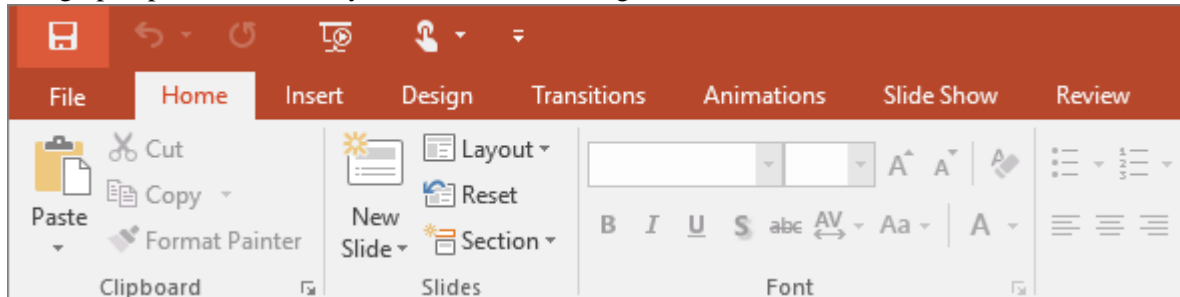 File Home Insert Design Transitions Animations Slide Show Review
Cut
Copy
Format Painter
Paste
Clipboard
New
Slide
Layout
Reset
Section
Slides
B I U S abc AV Aa A
A A A
Font